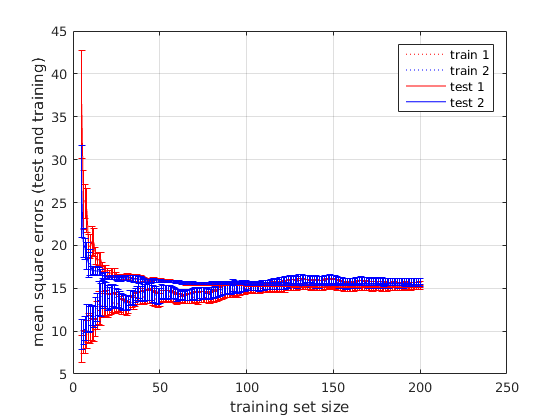 45
40
35
30
25
20
15
10
5
mean square errors (test and training)
train 1
train 2
test 1
test 2
0
50
100
150
200
250
training set size